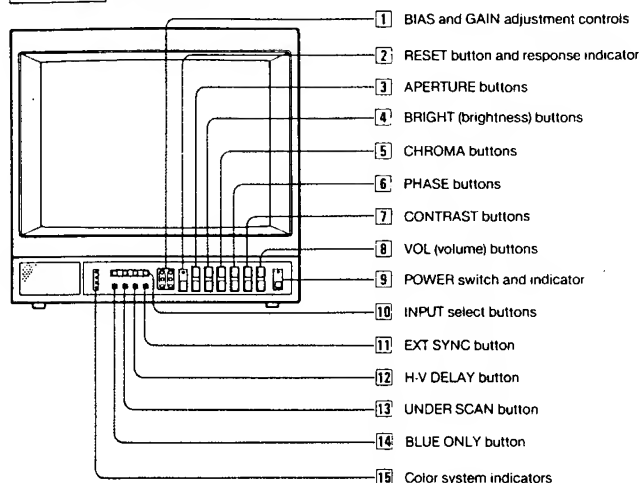 1 BIAS and GAIN adjustment controls
2 RESET button and response indicator
3 APERTURE buttons
4 BRIGHT (brightness) buttons
5 CHROMA buttons
6 PHASE buttons
7 CONTRAST buttons
8 VOL (volume) buttons
9 POWER switch and indicator
10 INPUT select buttons
11 EXT SYNC button
12 H-V DELAY button
13 UNDER SCAN button
14 BLUE ONLY button
15 Color system indicators